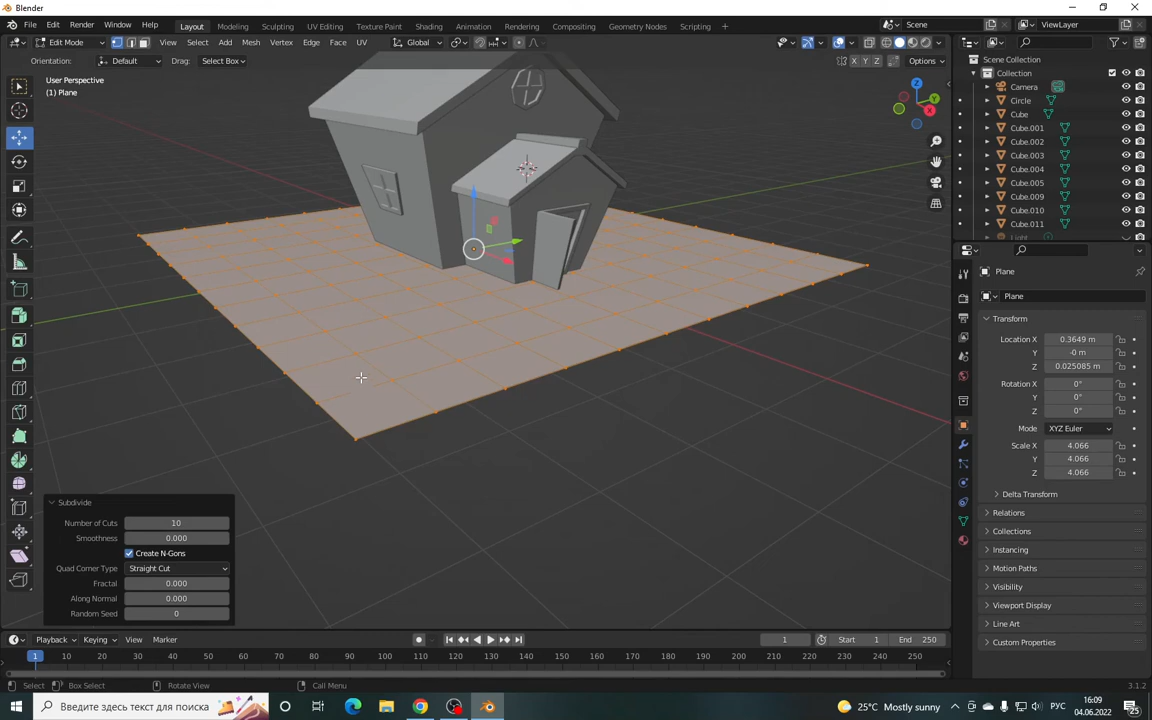 Blender
File Edit Render Window Help Layout Modeling Sculpting UV Editing Texture Paint Shading Animation Rendering Compositing Geometry Nodes Scripting + Scene ViewLayer
Edit Mode View Select Add Mesh Vertex Edge Face UV Global
Orientation: Default Drag: Select Box X Y Z Options
User Perspective
(1) Plane
Z
Y
X
Scene Collection
Collection
Camera
Circle
Cube
Cube.001
Cube.002
Cube.003
Cube.004
Cube.005
Cube.009
Cube.010
Cube.011
Light
Plane
Plane
Transform
Location X 0.3649 m
Y -0 m
Z 0.025085 m
Rotation X 0°
Y 0°
Z 0°
Mode XYZ Euler
Scale X 4.066
Y 4.066
Z 4.066
Delta Transform
Relations
Collections
Instancing
Motion Paths
Visibility
Viewport Display
Line Art
Custom Properties
Subdivide
Number of Cuts 10
Smoothness 0.000
Create N-Gons
Quad Corner Type Straight Cut
Fractal 0.000
Along Normal 0.000
Random Seed 0
Playback Keying View Marker 1 Start 1 End 250
1 10 20 30 40 50 60 70 80 90 100 110 120 130 140 150 160 170 180 190 200 210 220 230 240 250
Select Box Select Rotate View Call Menu 3.1.2
Введите здесь текст для поиска 25°C Mostly sunny РУС 16:09
04.06.2022
25